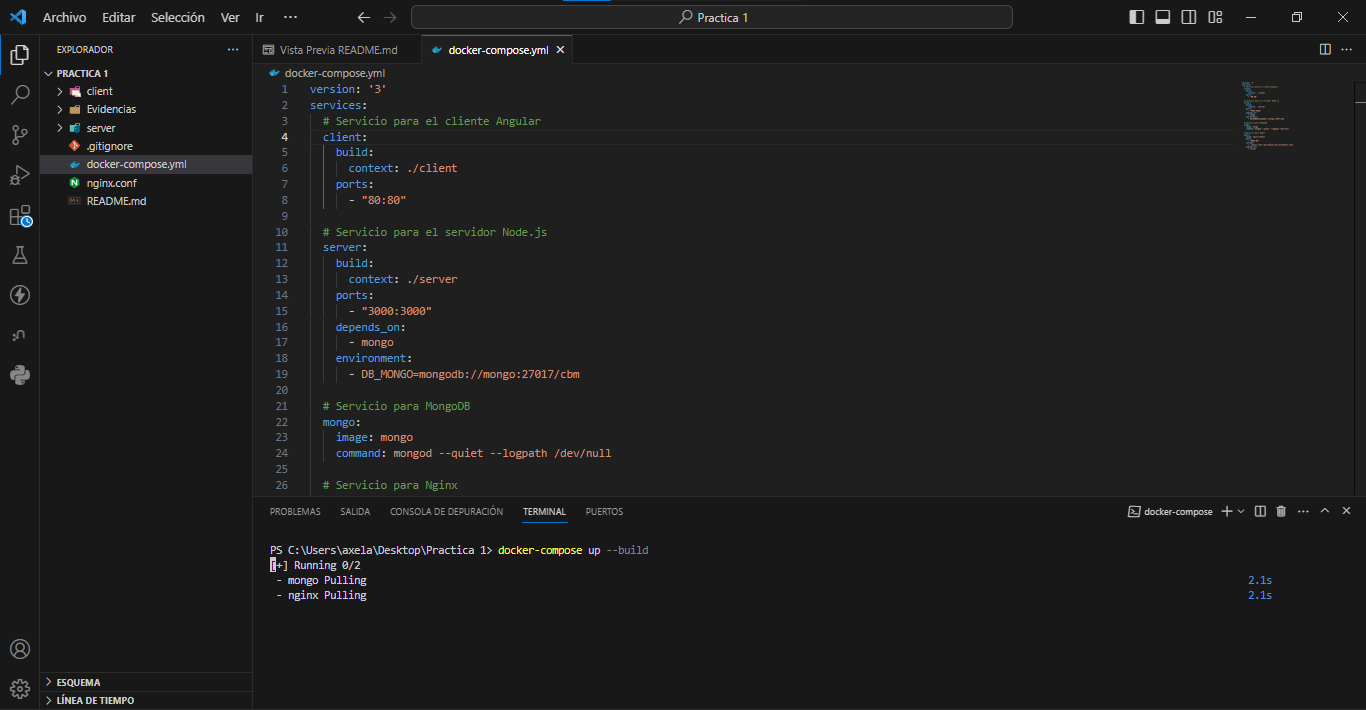 Archivo Editar Selección Ver Ir ···
Practica 1
EXPLORADOR
PRACTICA 1
client
Evidencias
server
.gitignore
docker-compose.yml
nginx.conf
README.md
ESQUEMA
LÍNEA DE TIEMPO
Vista Previa README.md
docker-compose.yml
docker-compose.yml
1 version: '3'
2 services:
3 # Servicio para el cliente Angular
4 client:
5 build:
6 context: ./client
7 ports:
8 - "80:80"
9
10 # Servicio para el servidor Node.js
11 server:
12 build:
13 context: ./server
14 ports:
15 - "3000:3000"
16 depends_on:
17 - mongo
18 environment:
19 - DB_MONGO=mongodb://mongo:27017/cbm
20
21 # Servicio para MongoDB
22 mongo:
23 image: mongo
24 command: mongod --quiet --logpath /dev/null
25
26 # Servicio para Nginx
PROBLEMAS SALIDA CONSOLA DE DEPURACIÓN TERMINAL PUERTOS
docker-compose
PS C:\Users\axela\Desktop\Practica 1> docker-compose up --build
[+] Running 0/2
- mongo Pulling 2.1s
- nginx Pulling 2.1s